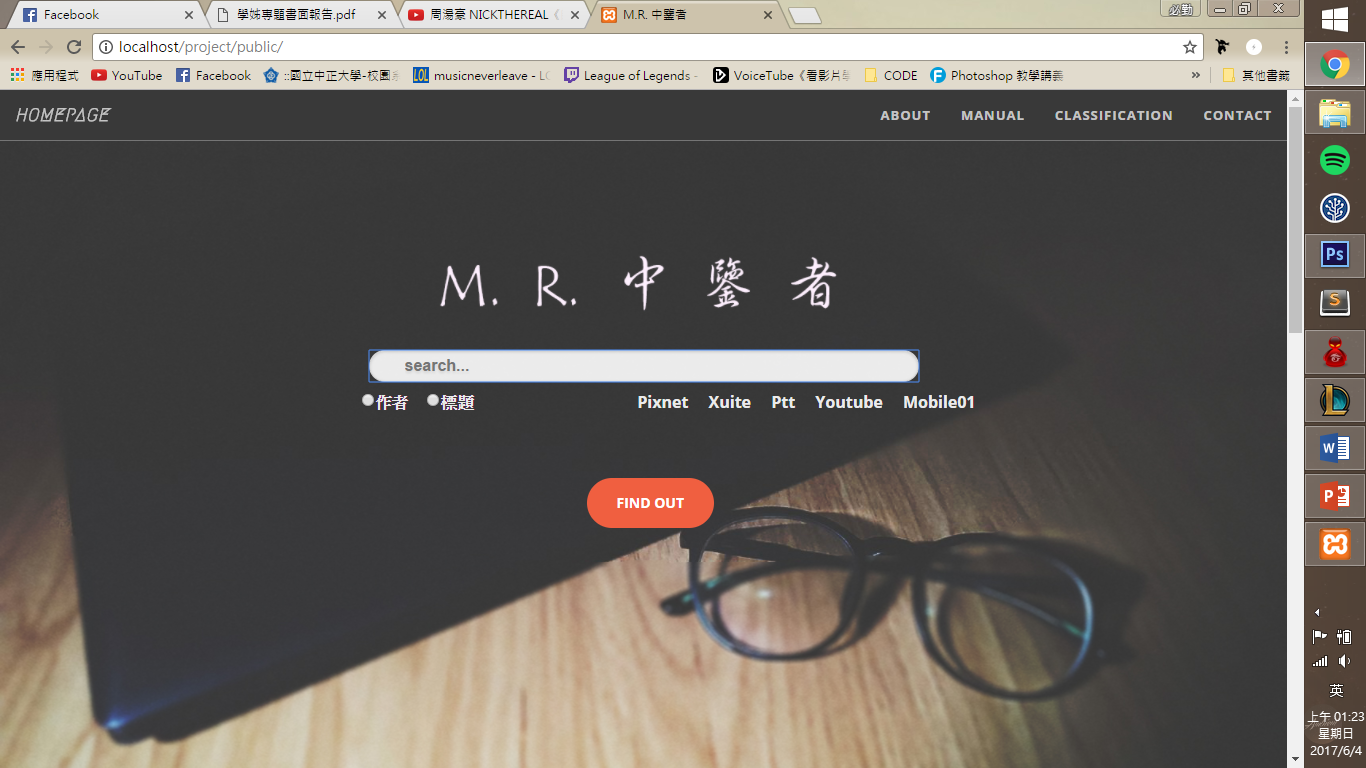 必勤
Facebook
學姊專題書面報告.pdf
周湯豪 NICKTHEREAL
M.R. 中鑒者
localhost/project/public/
應用程式
YouTube
Facebook
::國立中正大學-校園
musicneverleave - LO
League of Legends -
VoiceTube《看影片學
CODE
Photoshop 教學講義
»
其他書籤
HOMEPAGE
ABOUT
MANUAL
CLASSIFICATION
CONTACT
M. R. 中 鑒 者
search...
作者
標題
Pixnet
Xuite
Ptt
Youtube
Mobile01
FIND OUT
英
上午 01:23
星期日
2017/6/4